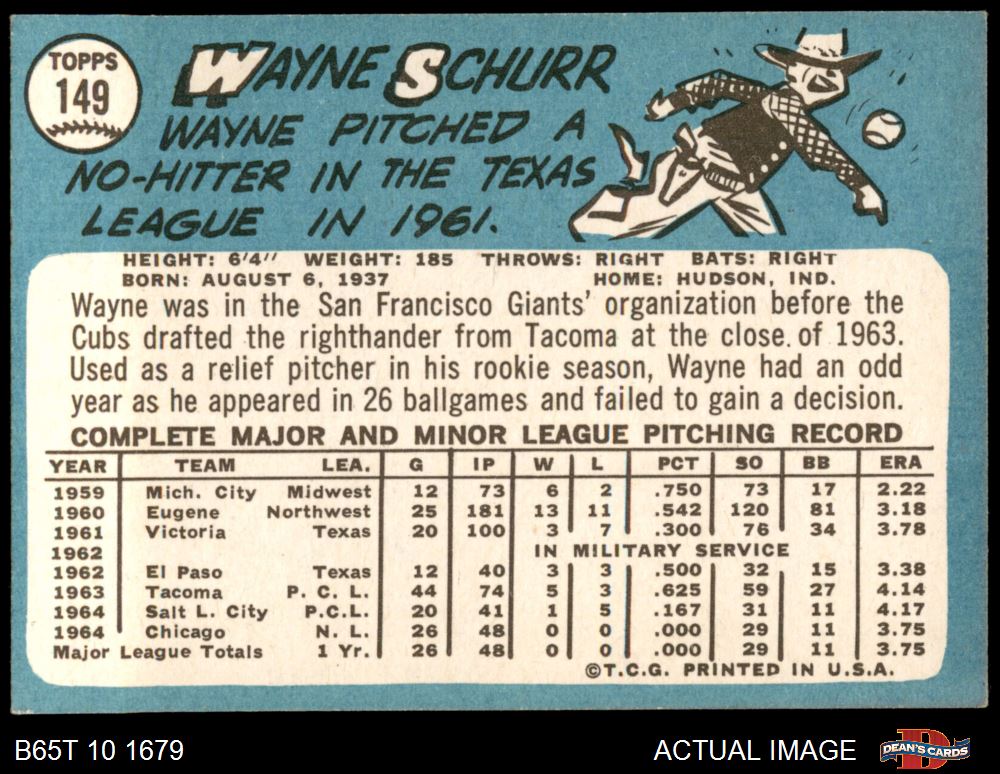 TOPPS
149
WAYNE SCHURR
WAYNE PITCHED A
NO-HITTER IN THE TEXAS
LEAGUE IN 1961.
HEIGHT: 6'4" WEIGHT: 185 THROWS: RIGHT BATS: RIGHT
BORN: AUGUST 6, 1937 HOME: HUDSON, IND.
Wayne was in the San Francisco Giants' organization before the
Cubs drafted the righthander from Tacoma at the close of 1963.
Used as a relief pitcher in his rookie season, Wayne had an odd
year as he appeared in 26 ballgames and failed to gain a decision.
COMPLETE MAJOR AND MINOR LEAGUE PITCHING RECORD
YEAR TEAM LEA. G IP W L PCT SO BB ERA
1959 Mich. City Midwest 12 73 6 2 .750 73 17 2.22
1960 Eugene Northwest 25 181 13 11 .542 120 81 3.18
1961 Victoria Texas 20 100 3 7 .300 76 34 3.78
1962 IN MILITARY SERVICE
1962 El Paso Texas 12 40 3 3 .500 32 15 3.38
1963 Tacoma P. C. L. 44 74 5 3 .625 59 27 4.14
1964 Salt L. City P.C.L. 20 41 1 5 .167 31 11 4.17
1964 Chicago N. L. 26 48 0 0 .000 29 11 3.75
Major League Totals 1 Yr. 26 48 0 0 .000 29 11 3.75
©T.C.G. PRINTED IN U.S.A.
B65T 10 1679 ACTUAL IMAGE DEAN'S CARDS